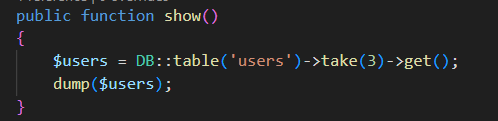 public function show()
{
    $users = DB::table('users')->take(3)->get();
    dump($users);
}